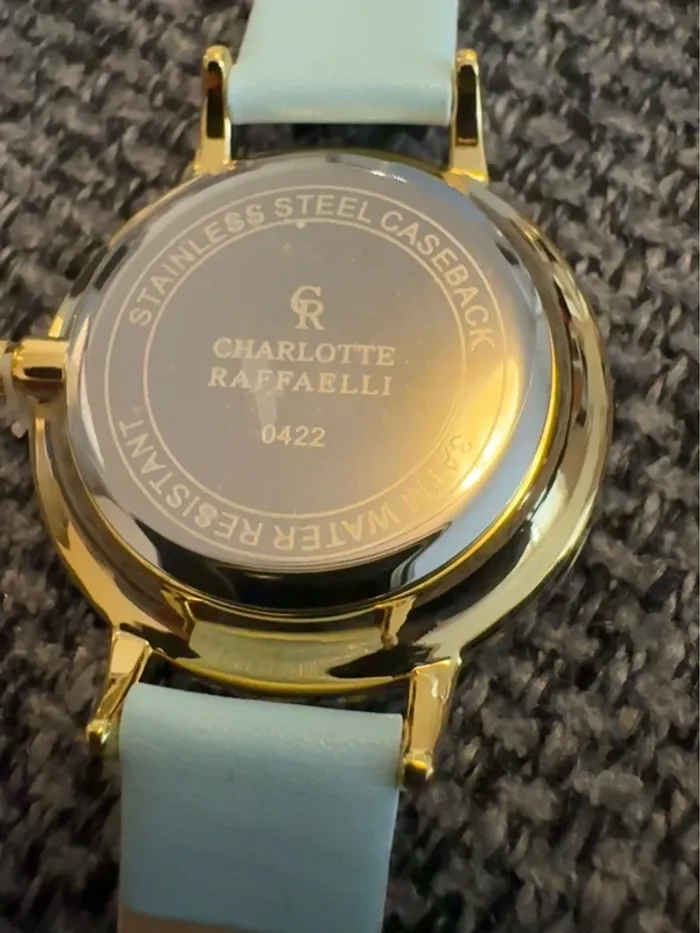 STAINLESS STEEL CASEBACK
CR
CHARLOTTE
RAFFAELLI
0422
3ATM WATER RESISTANT